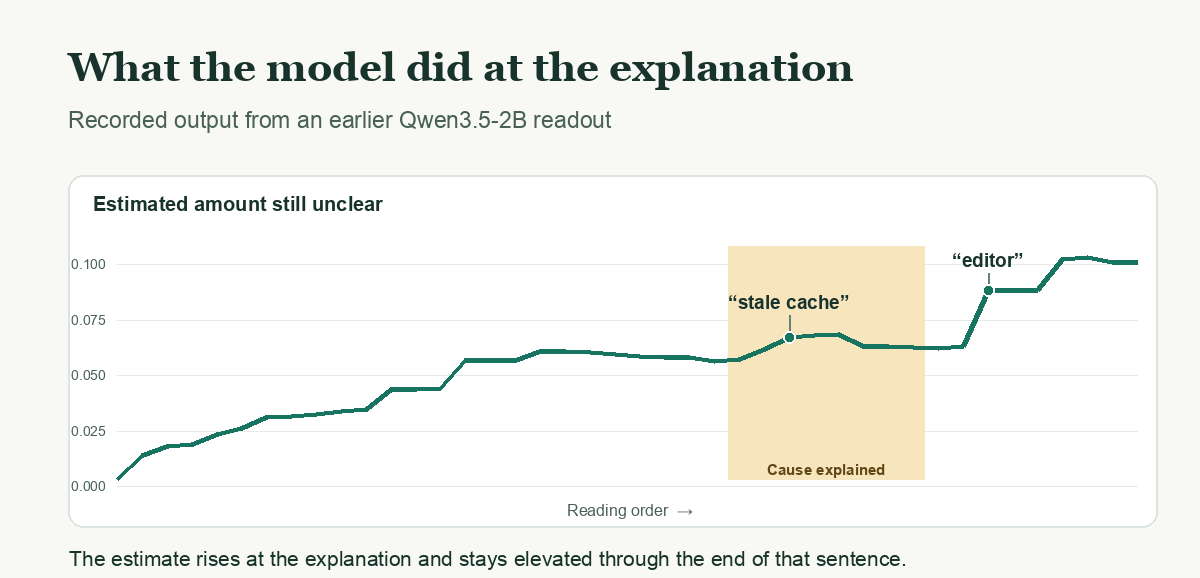 What the model did at the explanation
Recorded output from an earlier Qwen3.5-2B readout
Estimated amount still unclear
0.100
0.075
0.050
0.025
0.000
“stale cache”
“editor”
Cause explained
Reading order →
The estimate rises at the explanation and stays elevated through the end of that sentence.